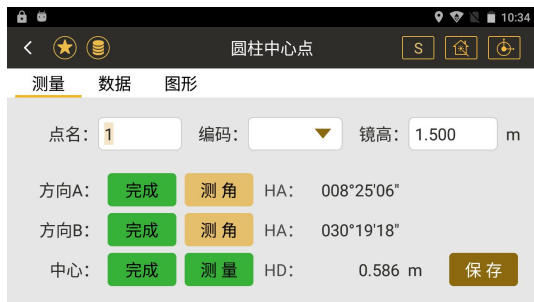 10:34
圆柱中心点 S
测量 数据 图形
点名: 1 编码: 镜高: 1.500 m
方向A: 完成 测角 HA: 008°25'06"
方向B: 完成 测角 HA: 030°19'18"
中心: 完成 测量 HD: 0.586 m 保存